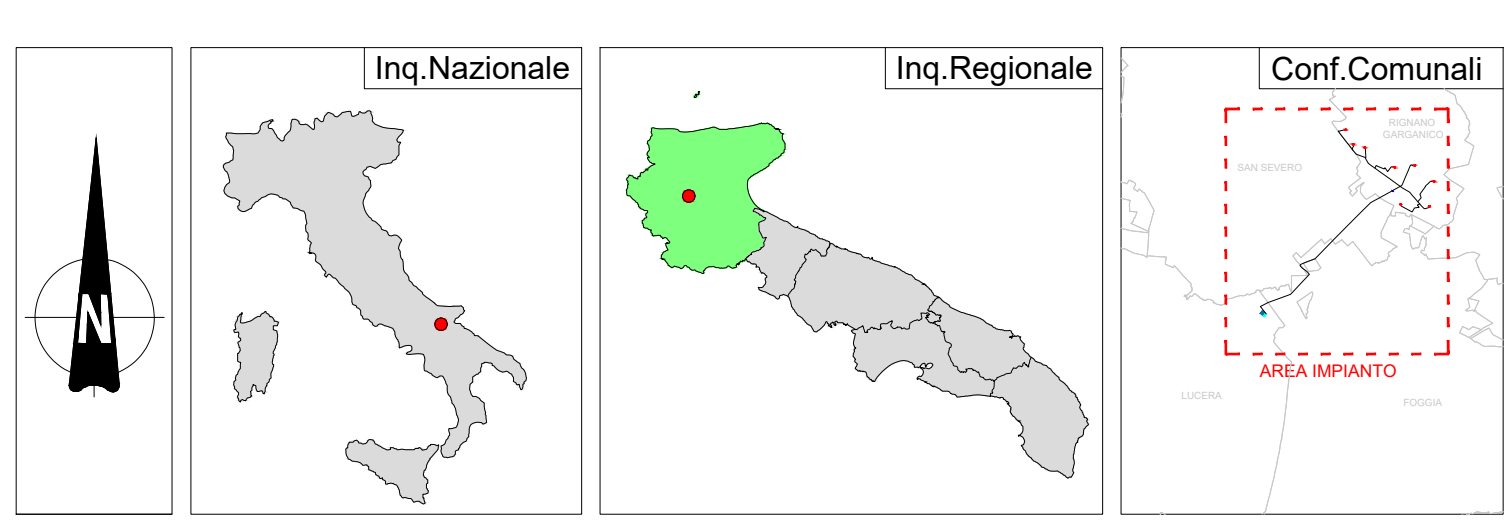 N
Inq.Nazionale
Inq.Regionale
Conf.Comunali
RIGNANO
GARGANICO
SAN SEVERO
AREA IMPIANTO
LUCERA
FOGGIA